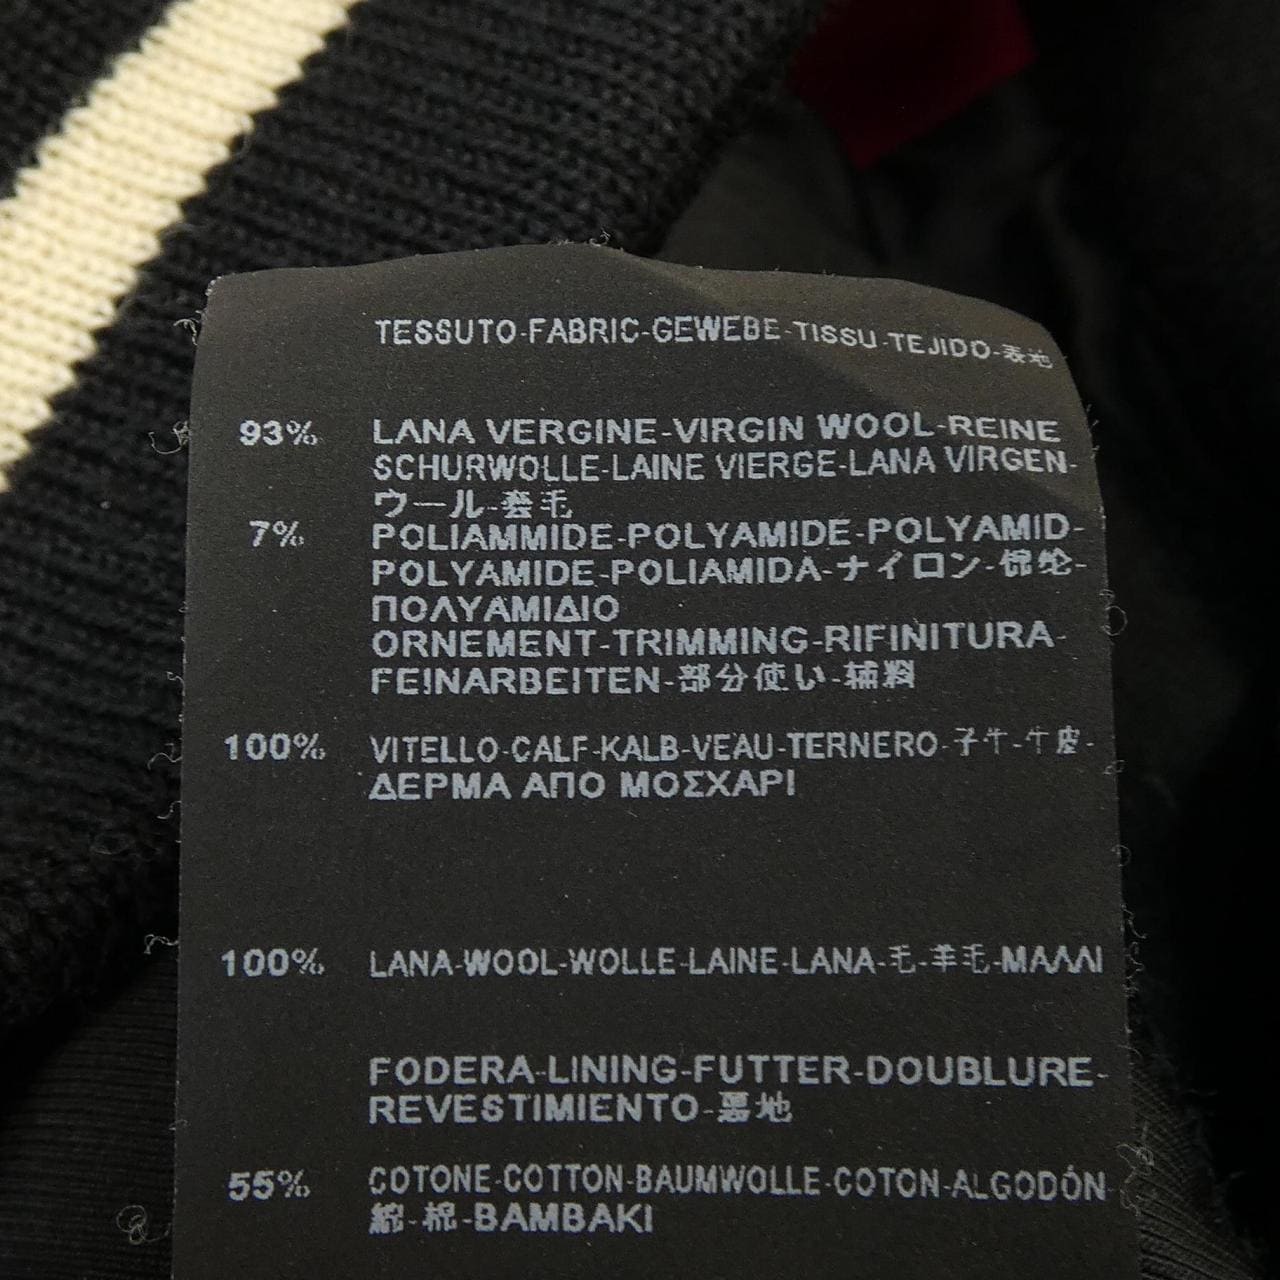 TESSUTO-FABRIC-GEWEBE-TISSU-TEJIDO-表地
93% LANA VERGINE-VIRGIN WOOL-REINE
SCHURWOLLE-LAINE VIERGE-LANA VIRGEN-
ウール-套毛
7% POLIAMMIDE-POLYAMIDE-POLYAMID-
POLYAMIDE-POLIAMIDA-ナイロン-锦纶-
ΠΟΛΥΑΜΙΔΙΟ
ORNEMENT-TRIMMING-RIFINITURA-
FEINARBEITEN-部分使い-辅料
100% VITELLO-CALF-KALB-VEAU-TERNERO-子牛-牛皮-
ΔΕΡΜΑ ΑΠΟ ΜΟΣΧΑΡΙ
100% LANA-WOOL-WOLLE-LAINE-LANA-毛-羊毛-ΜΑΛΛΙ
FODERA-LINING-FUTTER-DOUBLURE-
REVESTIMIENTO-裏地
55% COTONE-COTTON-BAUMWOLLE-COTON-ALGODÓN-
綿-棉-BAMBAKI